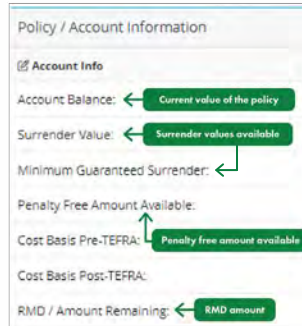 Policy / Account Information
Account Info
Account Balance: Current value of the policy
Surrender Value: Surrender values available
Minimum Guaranteed Surrender:
Penalty Free Amount Available:
Cost Basis Pre-TEFRA: Penalty free amount available
Cost Basis Post-TEFRA:
RMD / Amount Remaining: RMD amount